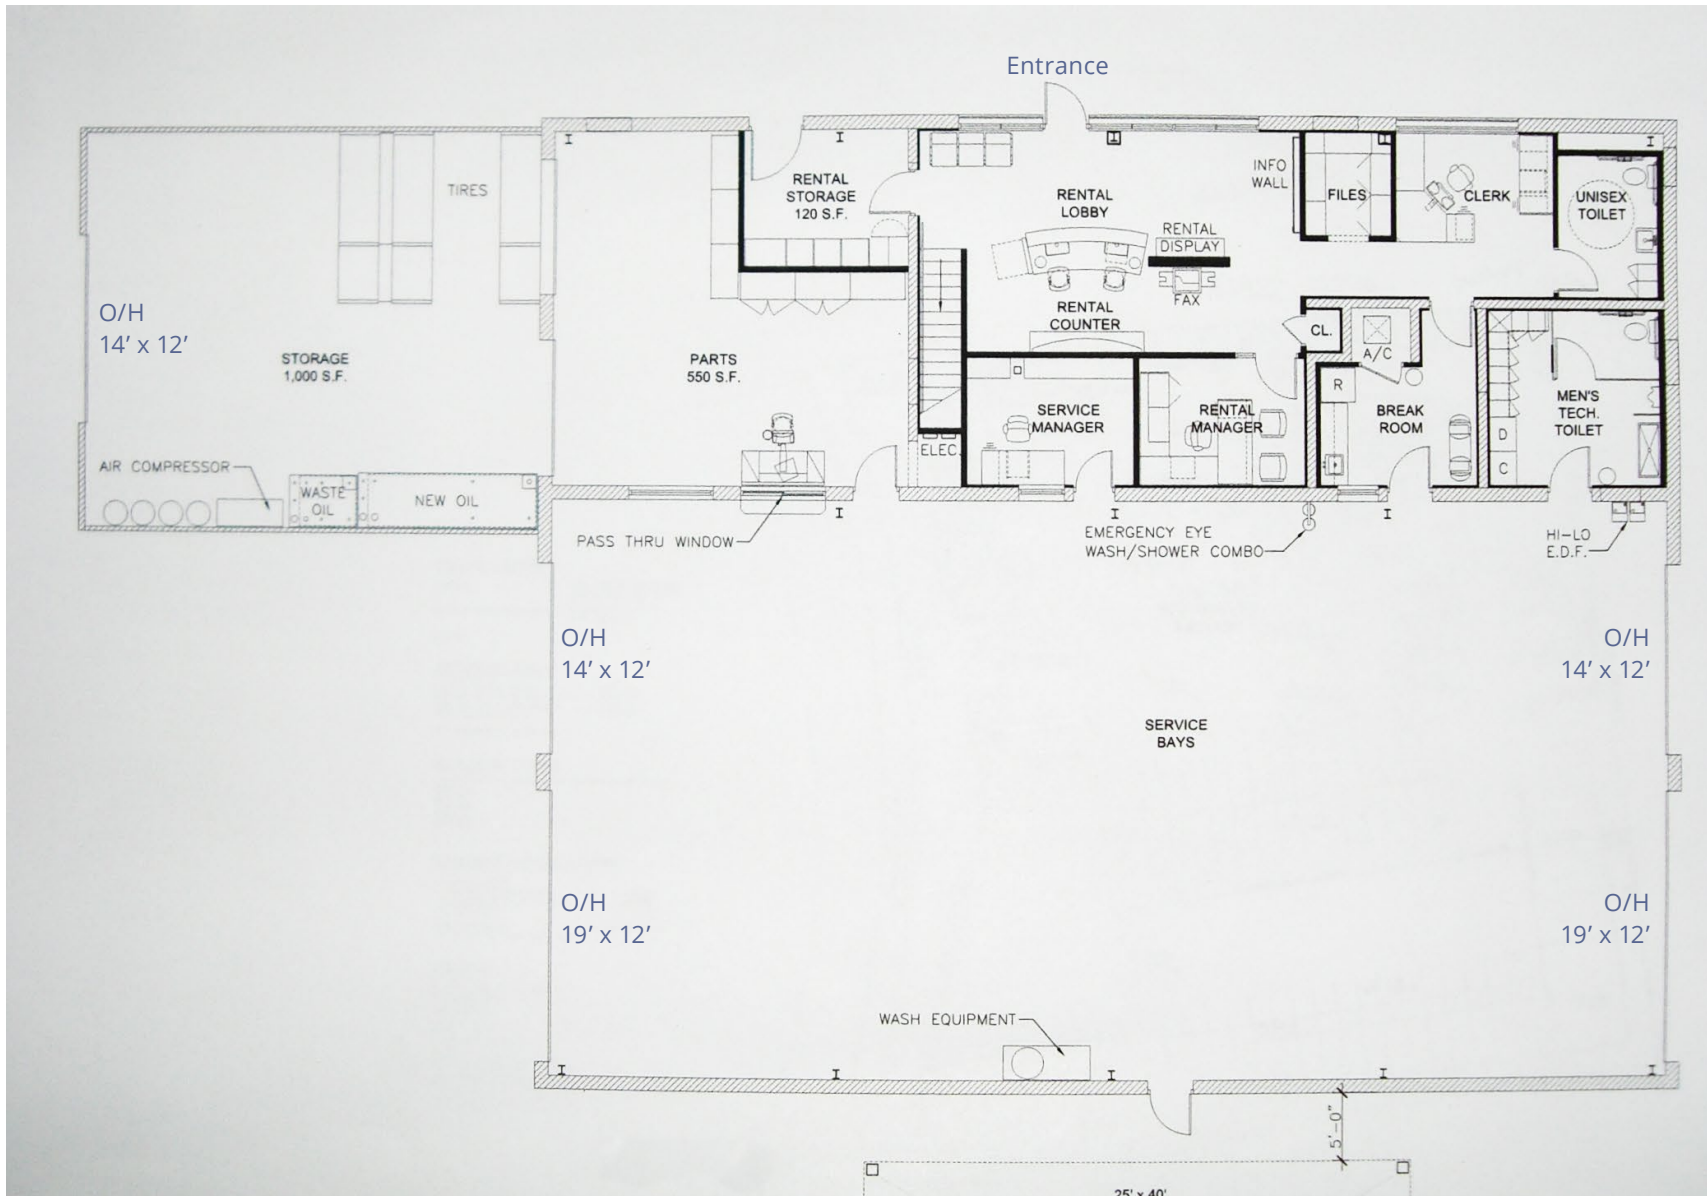 Entrance
TIRES
RENTAL
STORAGE
120 S.F.
RENTAL
LOBBY
INFO
WALL
FILES
CLERK
UNISEX
TOILET
RENTAL
DISPLAY
FAX
RENTAL
COUNTER
CL.
A/C
O/H
14’ x 12’
STORAGE
1,000 S.F.
PARTS
550 S.F.
SERVICE
MANAGER
RENTAL
MANAGER
R
BREAK
ROOM
MEN'S
TECH.
TOILET
D
C
ELEC.
AIR COMPRESSOR
WASTE
OIL
NEW OIL
PASS THRU WINDOW
EMERGENCY EYE
WASH/SHOWER COMBO
HI-LO
E.D.F.
O/H
14’ x 12’
O/H
14’ x 12’
SERVICE
BAYS
O/H
19’ x 12’
O/H
19’ x 12’
WASH EQUIPMENT
5'-0"
25' x 40'